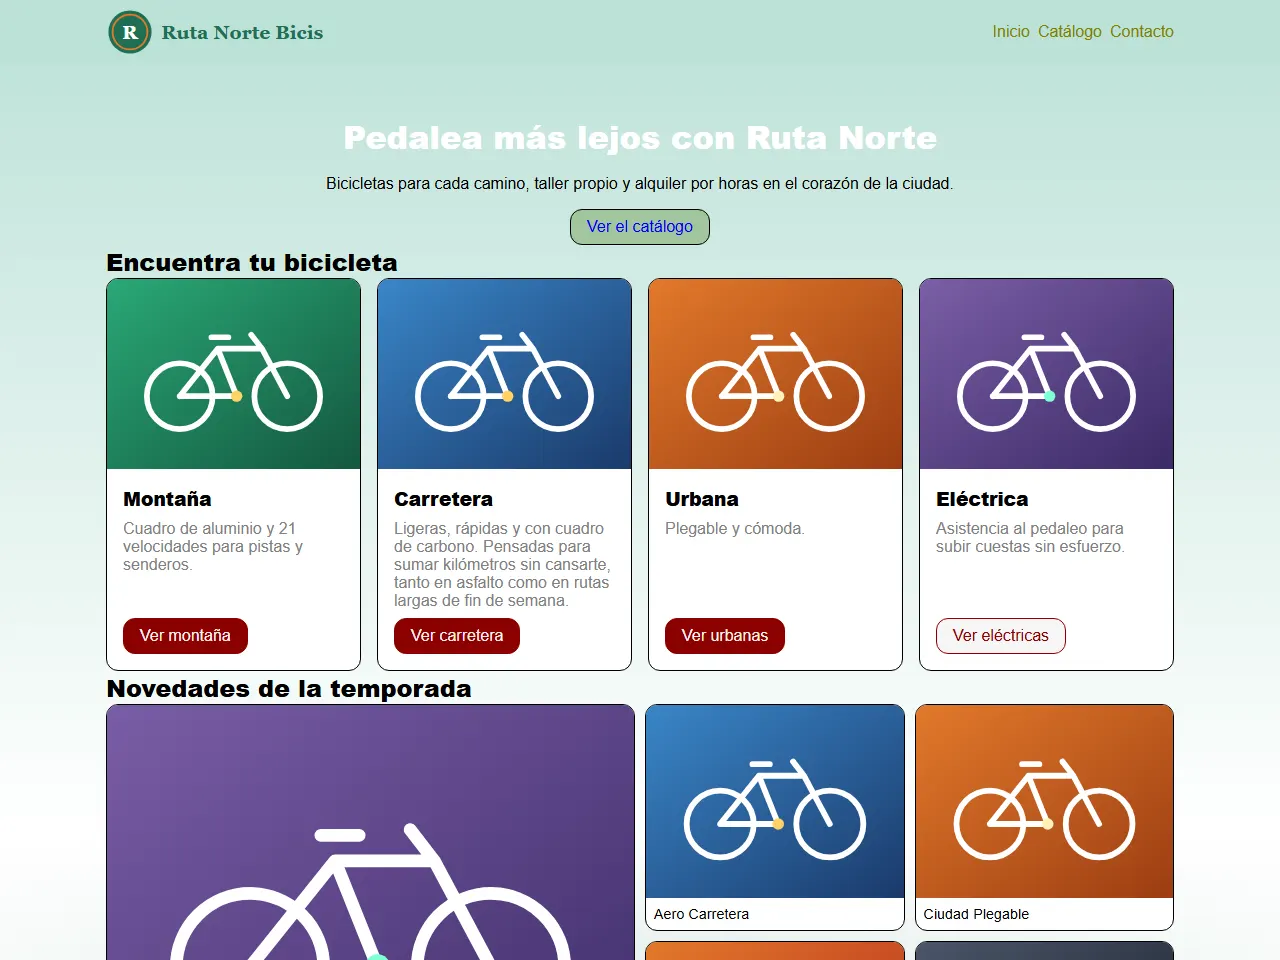 R Ruta Norte Bicis
Inicio Catálogo Contacto
Pedalea más lejos con Ruta Norte
Bicicletas para cada camino, taller propio y alquiler por horas en el corazón de la ciudad.
Ver el catálogo
Encuentra tu bicicleta
Montaña
Cuadro de aluminio y 21
velocidades para pistas y
senderos.
Ver montaña
Carretera
Ligeras, rápidas y con cuadro
de carbono. Pensadas para
sumar kilómetros sin cansarte,
tanto en asfalto como en rutas
largas de fin de semana.
Ver carretera
Urbana
Plegable y cómoda.
Ver urbanas
Eléctrica
Asistencia al pedaleo para
subir cuestas sin esfuerzo.
Ver eléctricas
Novedades de la temporada
Aero Carretera
Ciudad Plegable